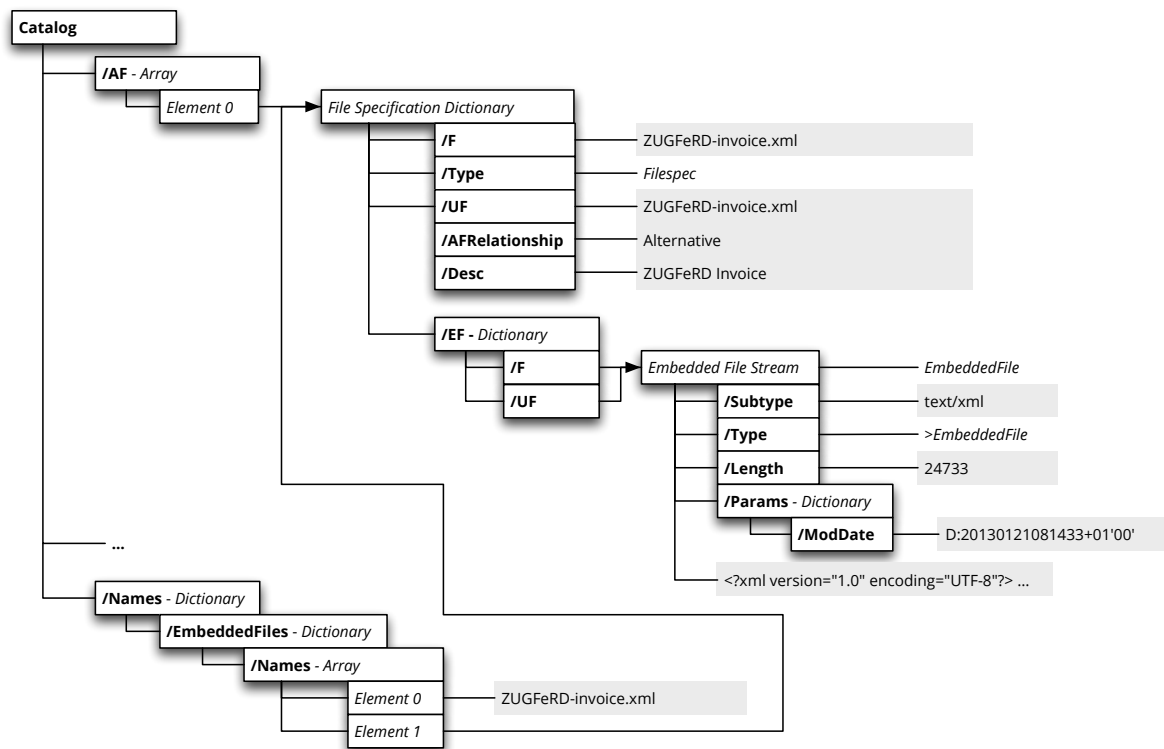 Catalog
/AF - Array
Element 0
File Specification Dictionary
/F
ZUGFeRD-invoice.xml
/Type
Filespec
/UF
ZUGFeRD-invoice.xml
/AFRelationship
Alternative
/Desc
ZUGFeRD Invoice
/EF - Dictionary
/F
/UF
Embedded File Stream
EmbeddedFile
/Subtype
text/xml
/Type
>EmbeddedFile
/Length
24733
/Params - Dictionary
/ModDate
D:20130121081433+01'00'
<?xml version="1.0" encoding="UTF-8"?> ...
...
/Names - Dictionary
/EmbeddedFiles - Dictionary
/Names - Array
Element 0
ZUGFeRD-invoice.xml
Element 1